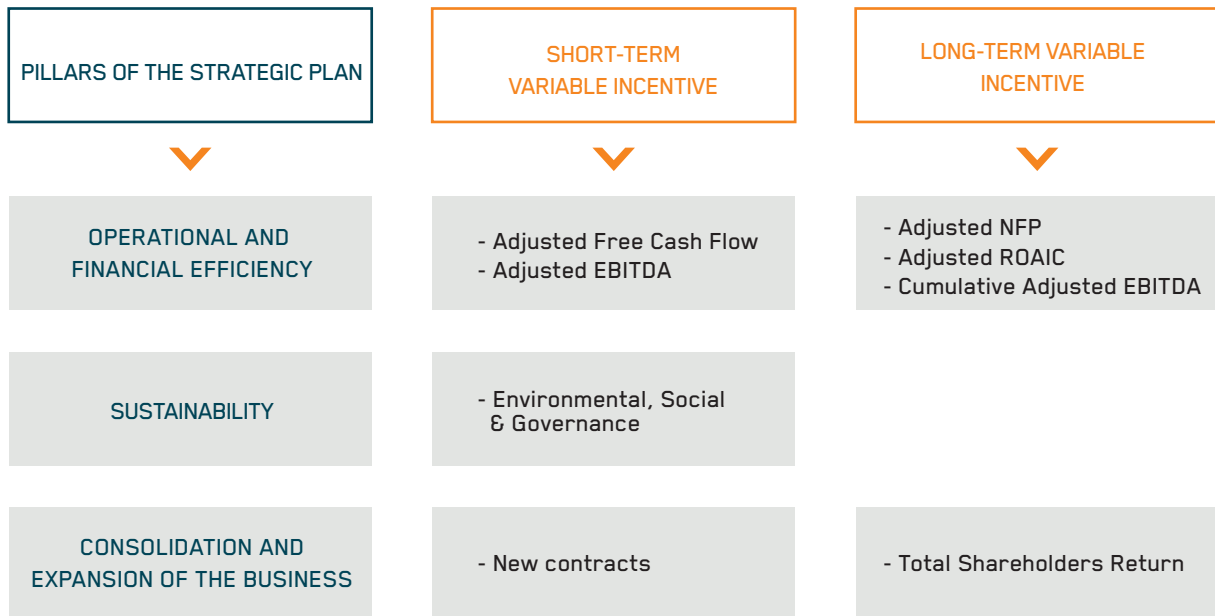 PILLARS OF THE STRATEGIC PLAN
SHORT-TERM
VARIABLE INCENTIVE
LONG-TERM VARIABLE
INCENTIVE
OPERATIONAL AND
FINANCIAL EFFICIENCY
- Adjusted Free Cash Flow
- Adjusted EBITDA
- Adjusted NFP
- Adjusted ROAIC
- Cumulative Adjusted EBITDA
SUSTAINABILITY
- Environmental, Social
& Governance
CONSOLIDATION AND
EXPANSION OF THE BUSINESS
- New contracts
- Total Shareholders Return